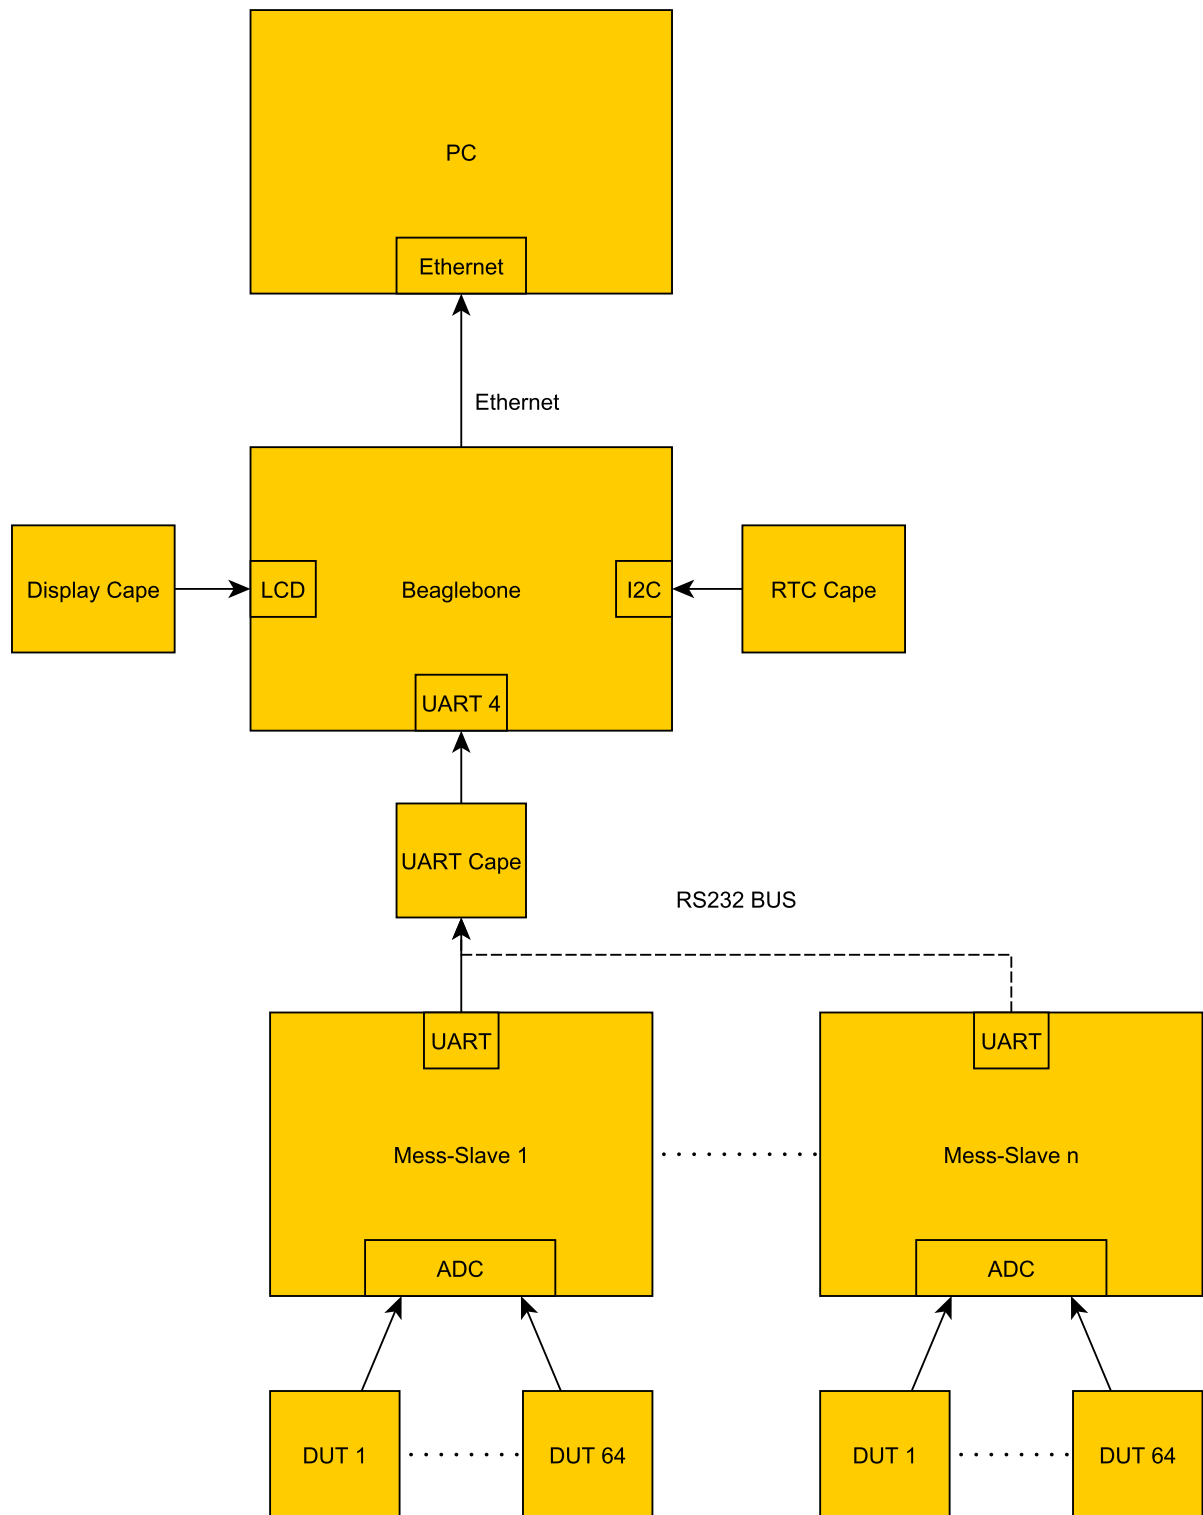 PC
Ethernet
Ethernet
Display Cape
LCD
Beaglebone
I2C
RTC Cape
UART 4
UART Cape
RS232 BUS
UART
UART
Mess-Slave 1
Mess-Slave n
ADC
ADC
DUT 1
DUT 64
DUT 1
DUT 64